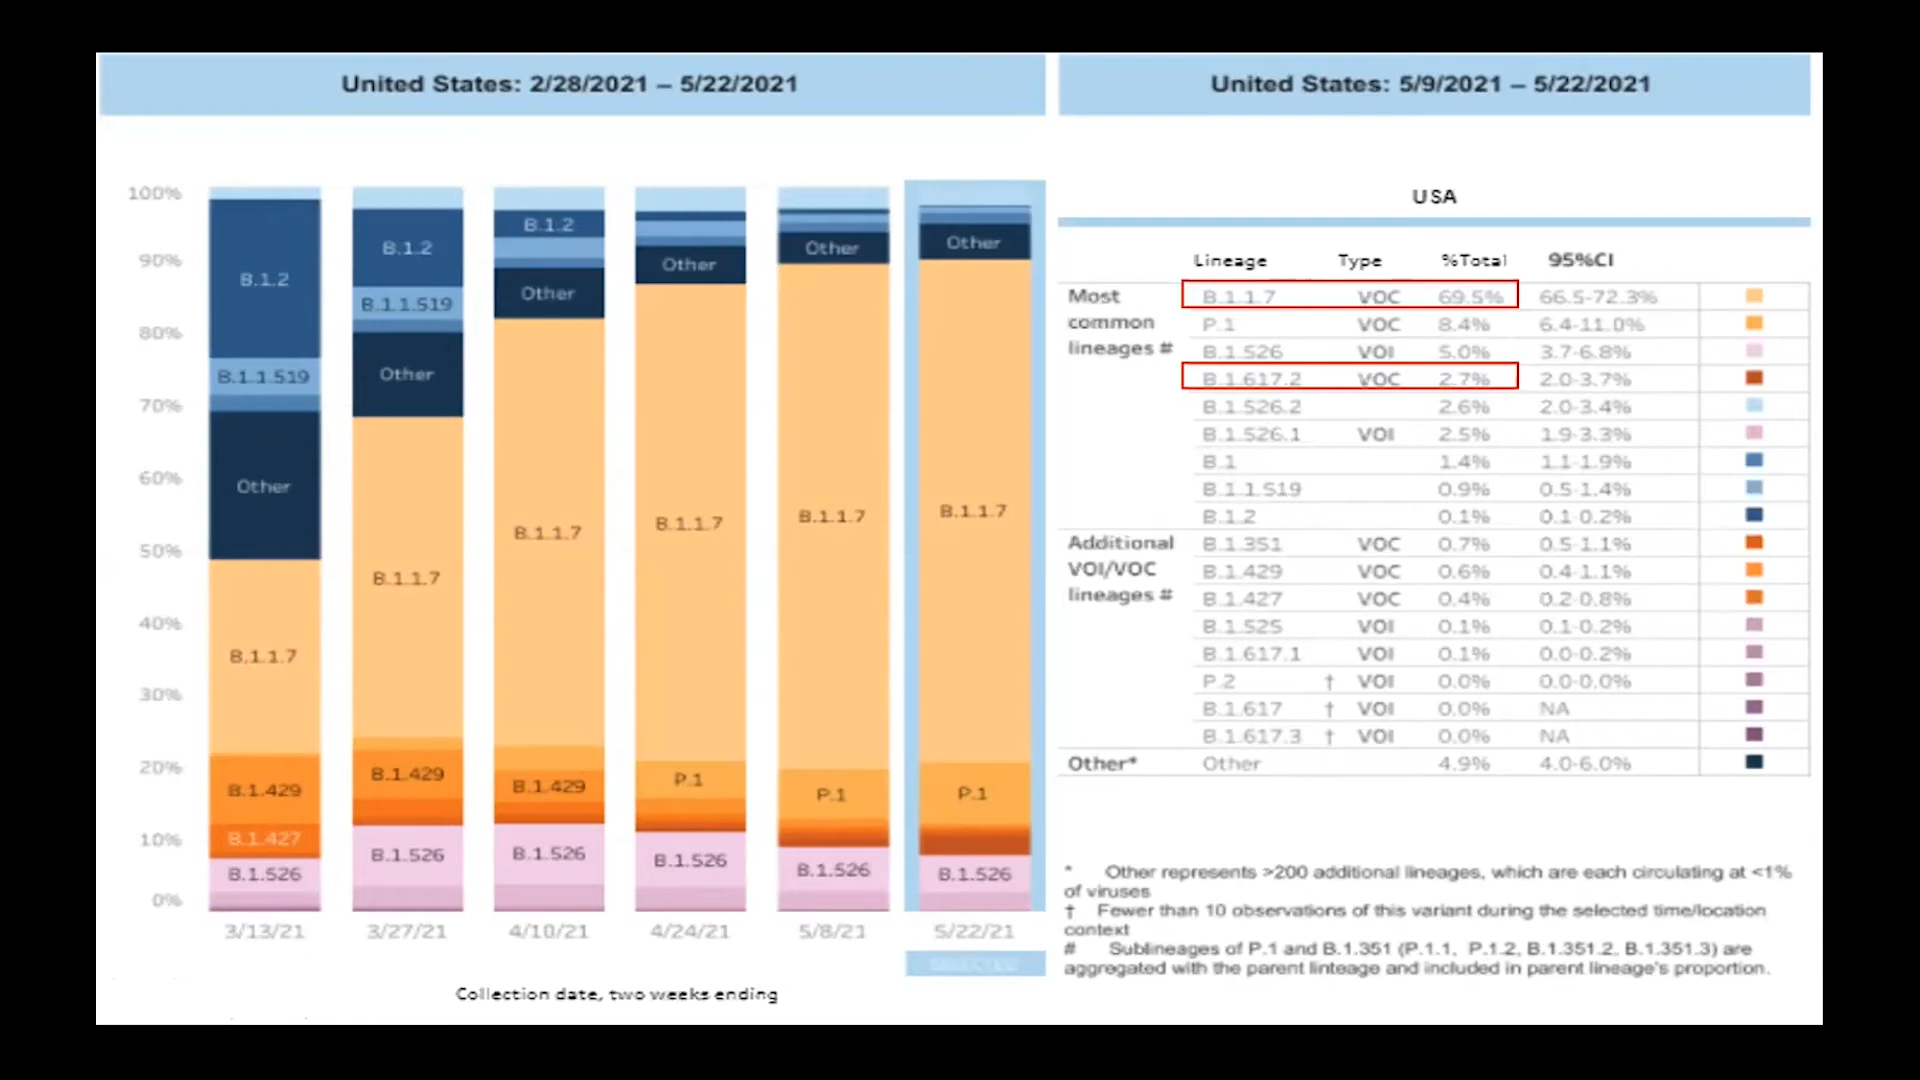 United States: 2/28/2021 – 5/22/2021
100%
90%
80%
70%
60%
50%
40%
30%
20%
10%
0%
B.1.2
B.1.1.519
Other
B.1.1.7
B.1.429
B.1.427
B.1.526
3/13/21
B.1.2
B.1.1.519
Other
B.1.1.7
B.1.429
B.1.526
3/27/21
B.1.2
Other
B.1.1.7
B.1.429
B.1.526
4/10/21
Other
B.1.1.7
P.1
B.1.526
4/24/21
Other
B.1.1.7
P.1
B.1.526
5/8/21
Other
B.1.1.7
P.1
B.1.526
5/22/21
SELECTED
Collection date, two weeks ending
United States: 5/9/2021 – 5/22/2021
USA
Lineage Type %Total 95%CI
Most common lineages #
B.1.1.7 VOC 69.5% 66.5-72.3%
P.1 VOC 8.4% 6.4-11.0%
B.1.526 VOI 5.0% 3.7-6.8%
B.1.617.2 VOC 2.7% 2.0-3.7%
B.1.526.2 2.6% 2.0-3.4%
B.1.526.1 VOI 2.5% 1.9-3.3%
B.1 1.4% 1.1-1.9%
B.1.1.519 0.9% 0.5-1.4%
B.1.2 0.1% 0.1-0.2%
Additional VOI/VOC lineages #
B.1.351 VOC 0.7% 0.5-1.1%
B.1.429 VOC 0.6% 0.4-1.1%
B.1.427 VOC 0.4% 0.2-0.8%
B.1.525 VOI 0.1% 0.1-0.2%
B.1.617.1 VOI 0.1% 0.0-0.2%
P.2 † VOI 0.0% 0.0-0.0%
B.1.617 † VOI 0.0% NA
B.1.617.3 † VOI 0.0% NA
Other* Other 4.9% 4.0-6.0%
* Other represents >200 additional lineages, which are each circulating at <1%
of viruses
† Fewer than 10 observations of this variant during the selected time/location
context
# Sublineages of P.1 and B.1.351 (P.1.1, P.1.2, B.1.351.2, B.1.351.3) are
aggregated with the parent linteage and included in parent lineage's proportion.